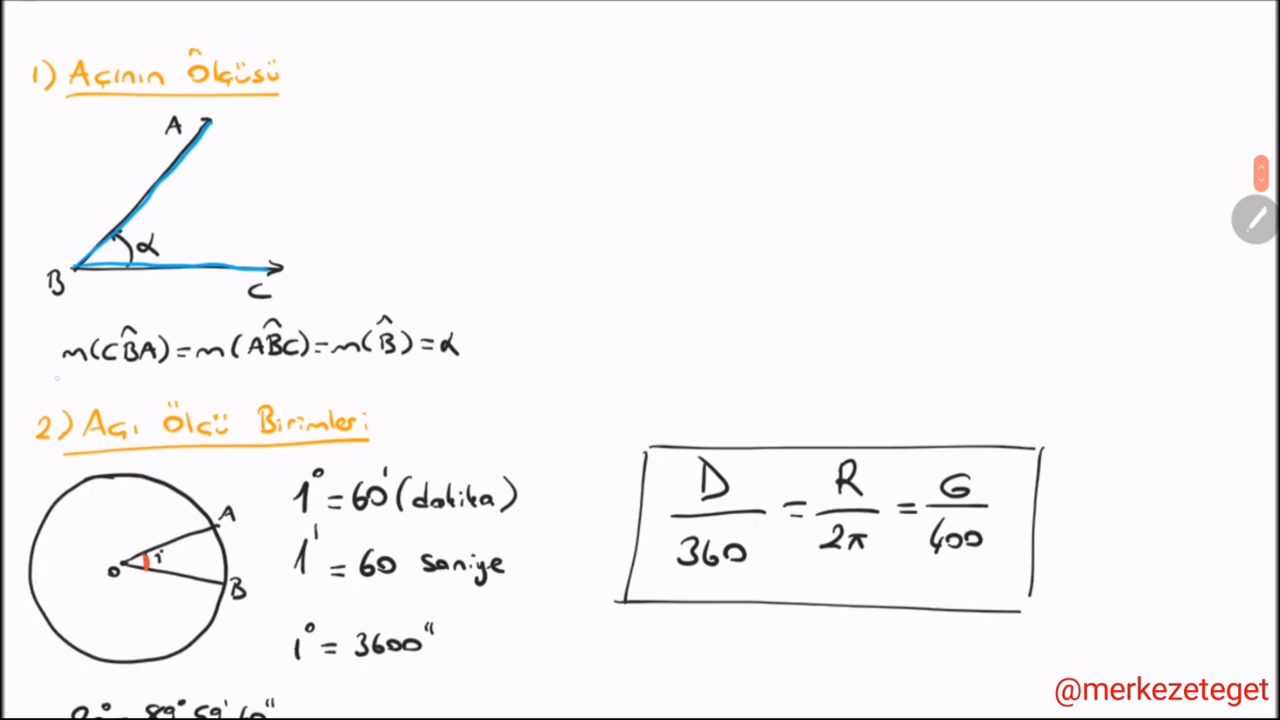 1) Açının Ölçüsü
A
α
B
C
m(CB̂A) = m(AB̂C) = m(B̂) = α
2) Açı Ölçü Birimleri
A
1°
O
B
1° = 60' (dakika)
1' = 60 saniye
1° = 3600"
D/360 = R/2π = G/400
@merkezeteget